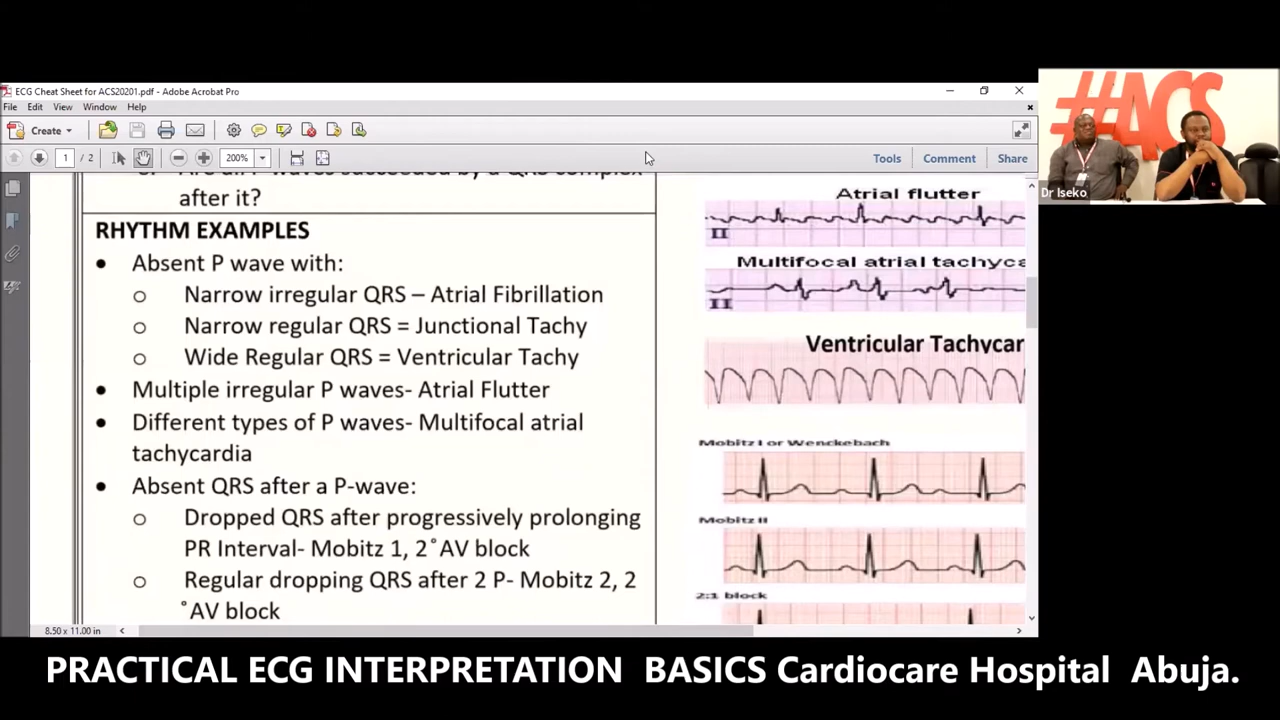 ECG Cheat Sheet for ACS20201.pdf - Adobe Acrobat Pro
File Edit View Window Help
Create
1 / 2 200% Tools Comment Share
#ACS
Dr Iseko
after it?
RHYTHM EXAMPLES
• Absent P wave with:
o Narrow irregular QRS – Atrial Fibrillation
o Narrow regular QRS = Junctional Tachy
o Wide Regular QRS = Ventricular Tachy
• Multiple irregular P waves- Atrial Flutter
• Different types of P waves- Multifocal atrial
tachycardia
• Absent QRS after a P-wave:
o Dropped QRS after progressively prolonging
PR Interval- Mobitz 1, 2°AV block
o Regular dropping QRS after 2 P- Mobitz 2, 2
°AV block
Atrial flutter
II
Multifocal atrial tachyca
II
Ventricular Tachycar
Mobitz I or Wenckebach
Mobitz II
2:1 block
8.50 x 11.00 in
PRACTICAL ECG INTERPRETATION BASICS Cardiocare Hospital Abuja.